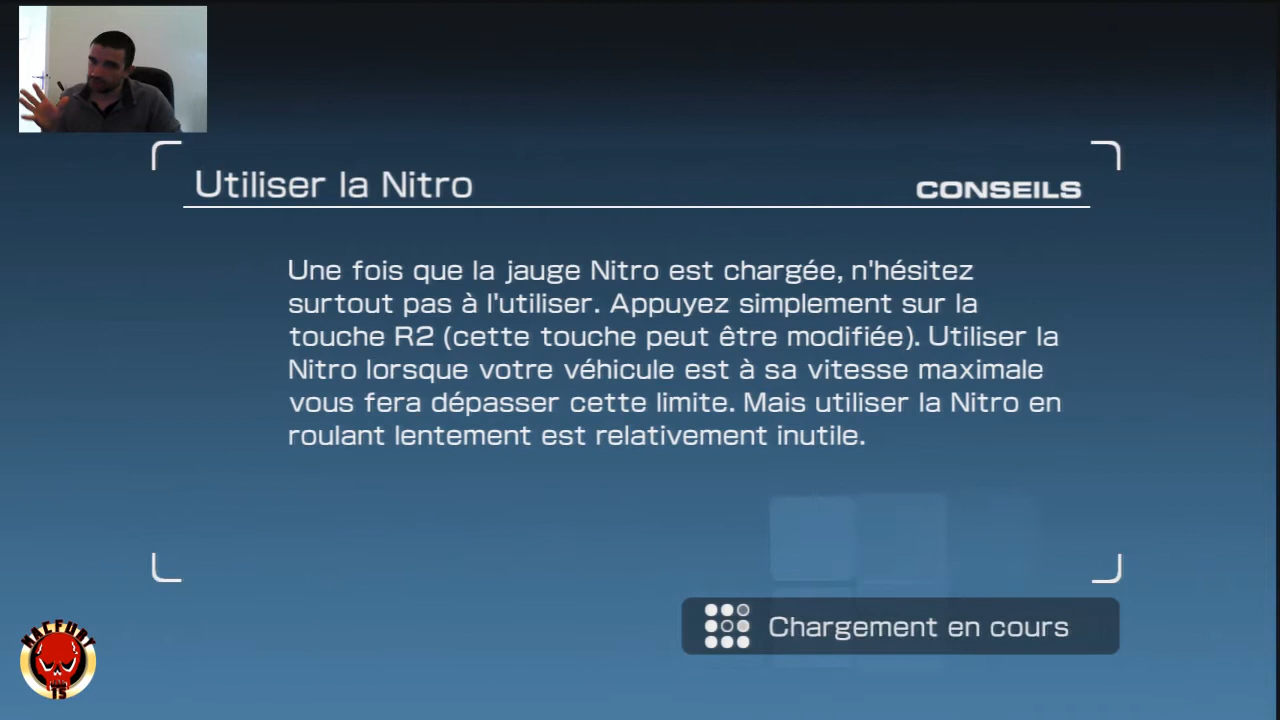 Utiliser la Nitro
CONSEILS
Une fois que la jauge Nitro est chargée, n'hésitez
surtout pas à l'utiliser. Appuyez simplement sur la
touche R2 (cette touche peut être modifiée). Utiliser la
Nitro lorsque votre véhicule est à sa vitesse maximale
vous fera dépasser cette limite. Mais utiliser la Nitro en
roulant lentement est relativement inutile.
Chargement en cours
MACFUBY
15